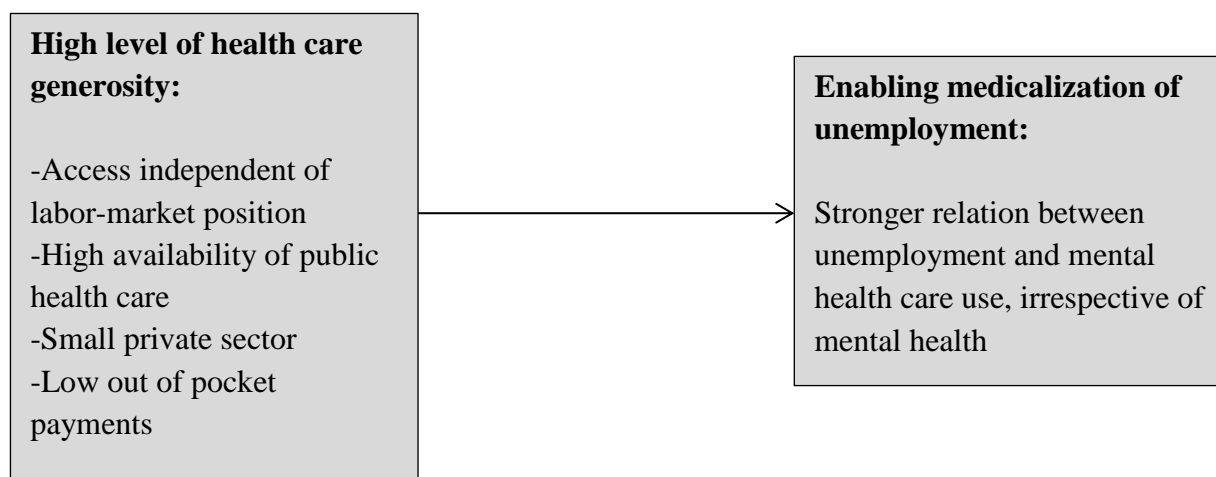 High level of health care
generosity:
-Access independent of
labor-market position
-High availability of public
health care
-Small private sector
-Low out of pocket
payments
Enabling medicalization of
unemployment:
Stronger relation between
unemployment and mental
health care use, irrespective of
mental health